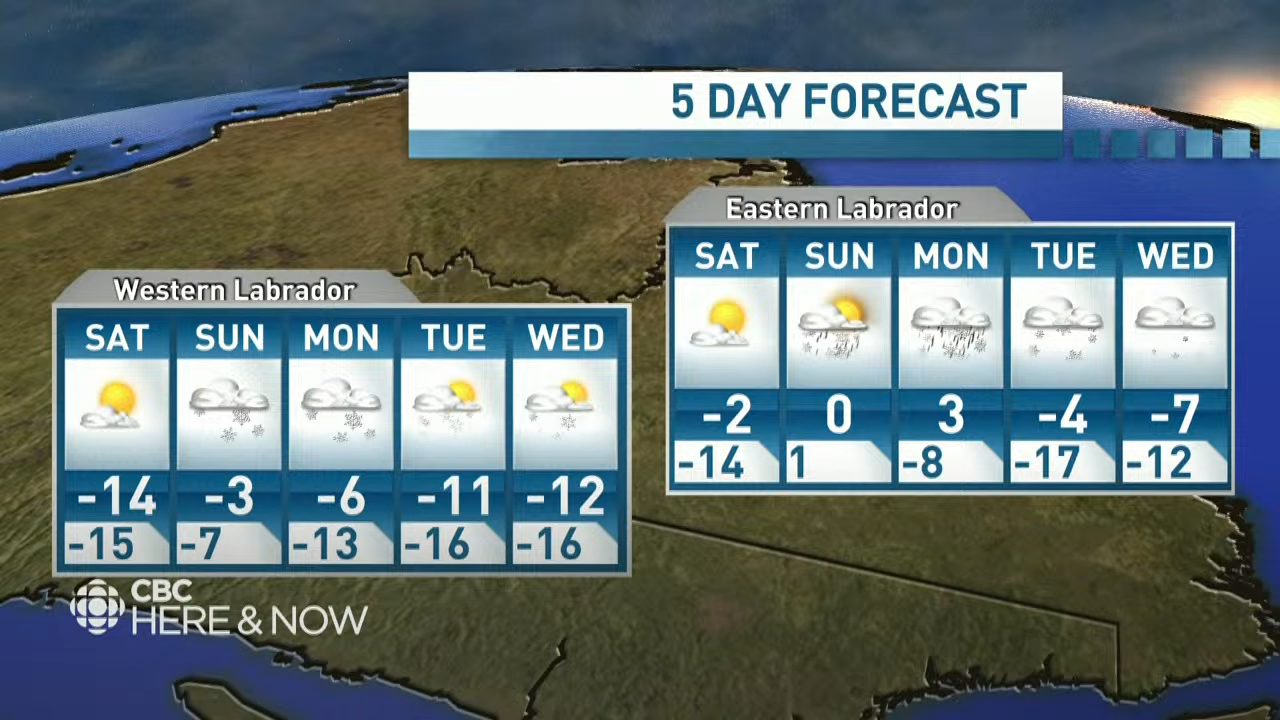 5 DAY FORECAST
Western Labrador
SAT SUN MON TUE WED
-14 -3 -6 -11 -12
-15 -7 -13 -16 -16
Eastern Labrador
SAT SUN MON TUE WED
-2 0 3 -4 -7
-14 1 -8 -17 -12
CBC
HERE & NOW